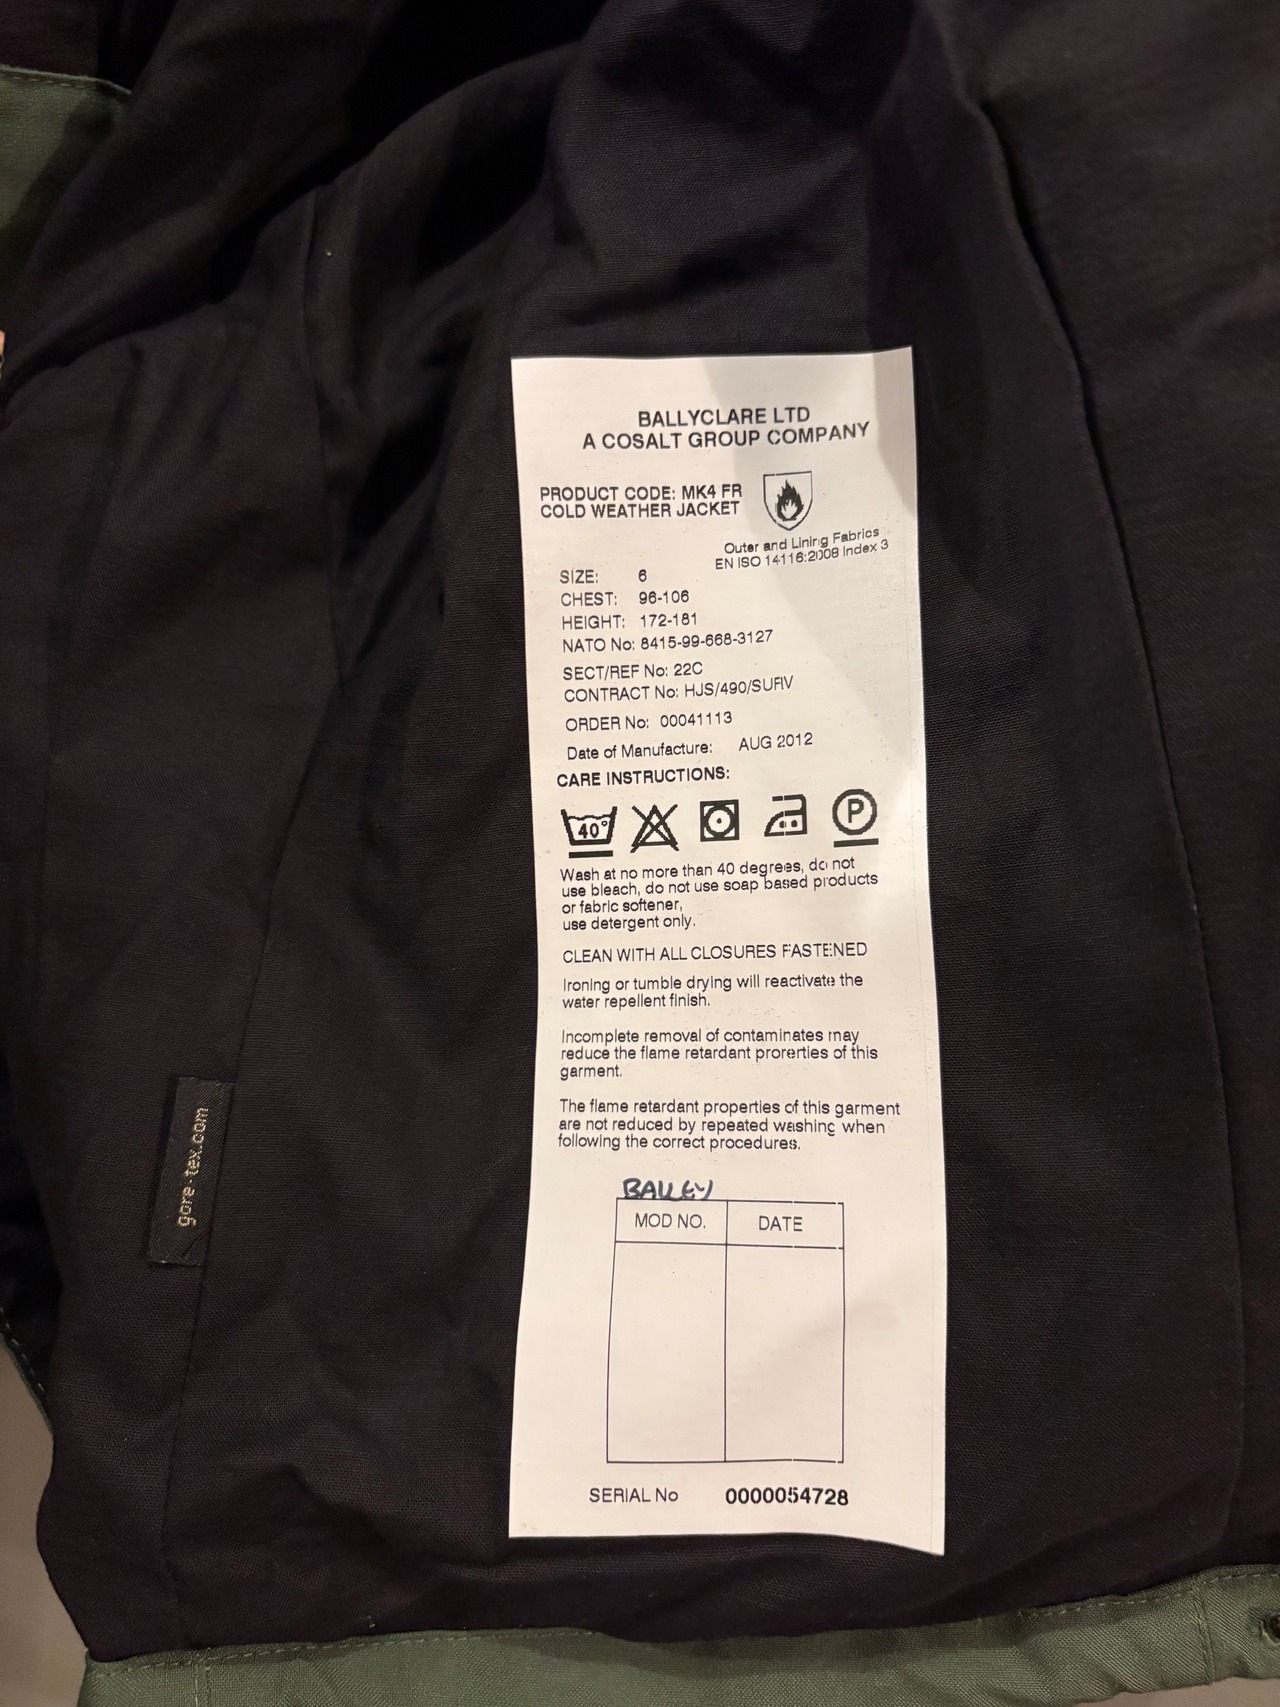 BALLYCLARE LTD
A COSALT GROUP COMPANY
PRODUCT CODE: MK4 FR
COLD WEATHER JACKET
Outer and Lining Fabrics
EN ISO 14116:2008 Index 3
SIZE: 6
CHEST: 96-106
HEIGHT: 172-181
NATO No: 8415-99-668-3127
SECT/REF No: 22C
CONTRACT No: HJS/490/SUFIV
ORDER No: 00041113
Date of Manufacture: AUG 2012
CARE INSTRUCTIONS:
40°
P
Wash at no more than 40 degrees, do not
use bleach, do not use soap based products
or fabric softener,
use detergent only.
CLEAN WITH ALL CLOSURES FASTENED
Ironing or tumble drying will reactivate the
water repellent finish.
Incomplete removal of contaminates may
reduce the flame retardant prorerties of this
garment.
The flame retardant properties of this garment
are not reduced by repeated washing when
following the correct procedures.
BAILEY
MOD NO. DATE
SERIAL No 0000054728
gore-tex.com